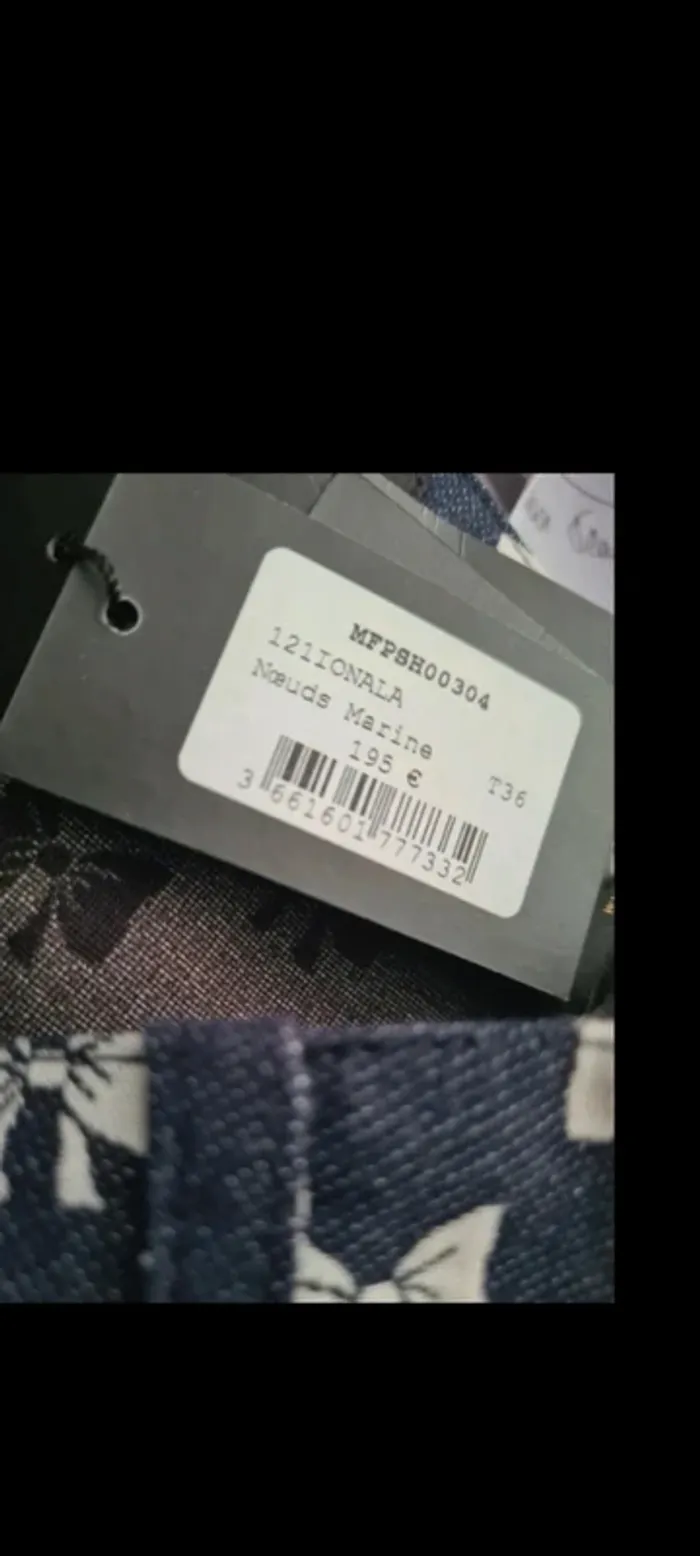 MFPSH00304
121IONALA
Nœuds Marine
195 € T36
3 661601 777332